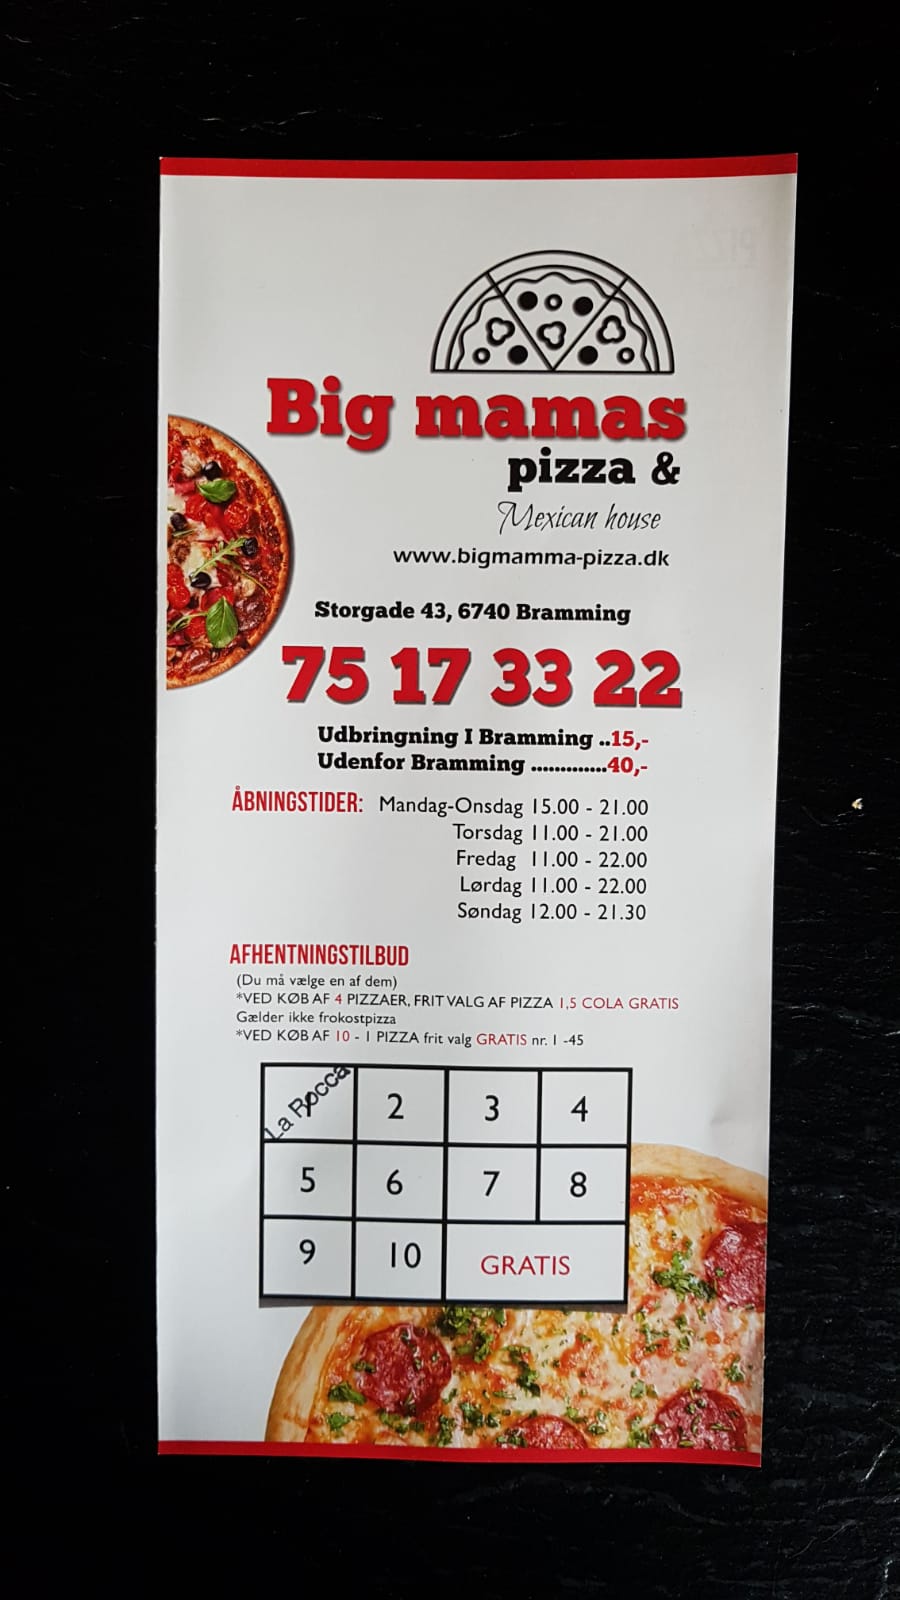 Big mamas
pizza &
Mexican house
www.bigmamma-pizza.dk
Storgade 43, 6740 Bramming
75 17 33 22
Udbringning I Bramming ..15,-
Udenfor Bramming .............40,-
ÅBNINGSTIDER: Mandag-Onsdag 15.00 - 21.00
Torsdag 11.00 - 21.00
Fredag 11.00 - 22.00
Lørdag 11.00 - 22.00
Søndag 12.00 - 21.30
AFHENTNINGSTILBUD
(Du må vælge en af dem)
*VED KØB AF 4 PIZZAER, FRIT VALG AF PIZZA 1,5 COLA GRATIS
Gælder ikke frokostpizza
*VED KØB AF 10 - 1 PIZZA frit valg GRATIS nr. 1 -45
1 La Rocca 2 3 4
5 6 7 8
9 10 GRATIS